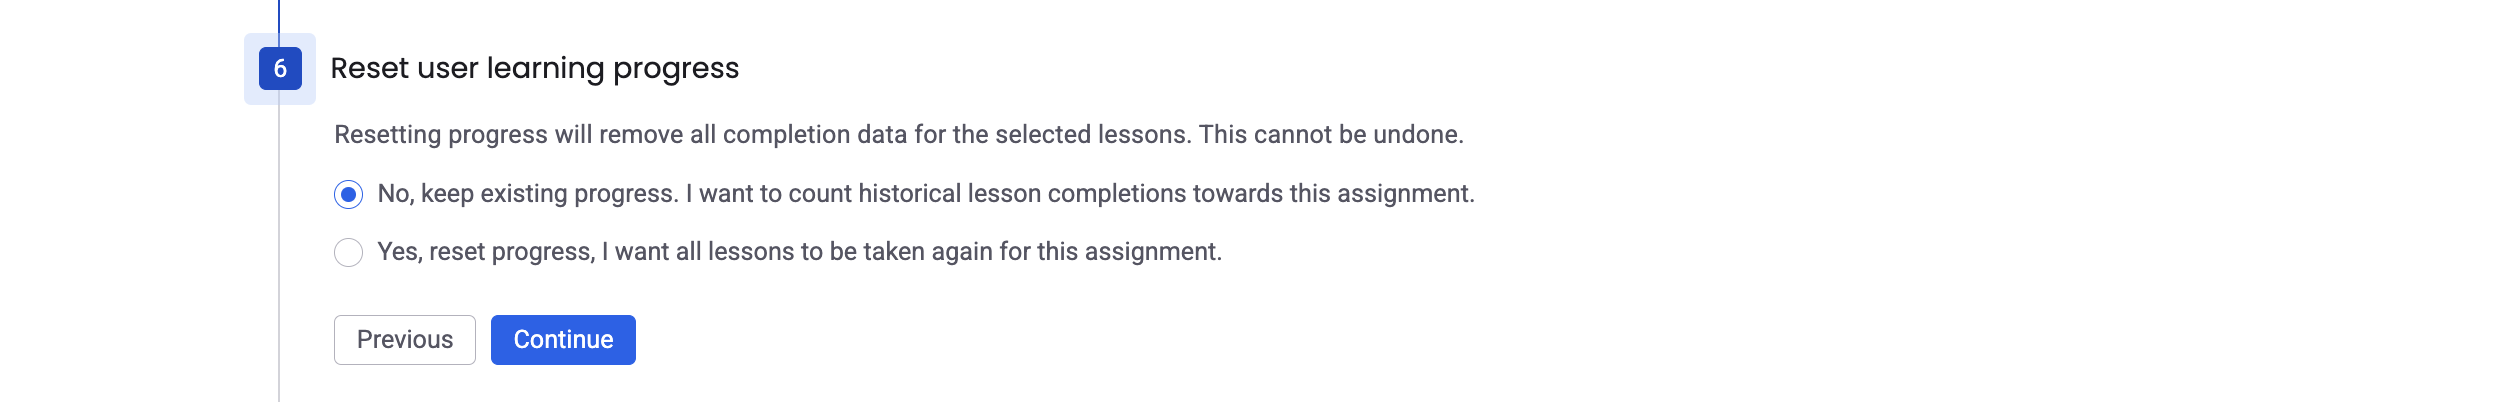 6
Reset user learning progress
Resetting progress will remove all completion data for the selected lessons. This cannot be undone.
No, keep existing progress. I want to count historical lesson completions towards this assignment.
Yes, reset progress, I want all lessons to be taken again for this assignment.
Previous
Continue